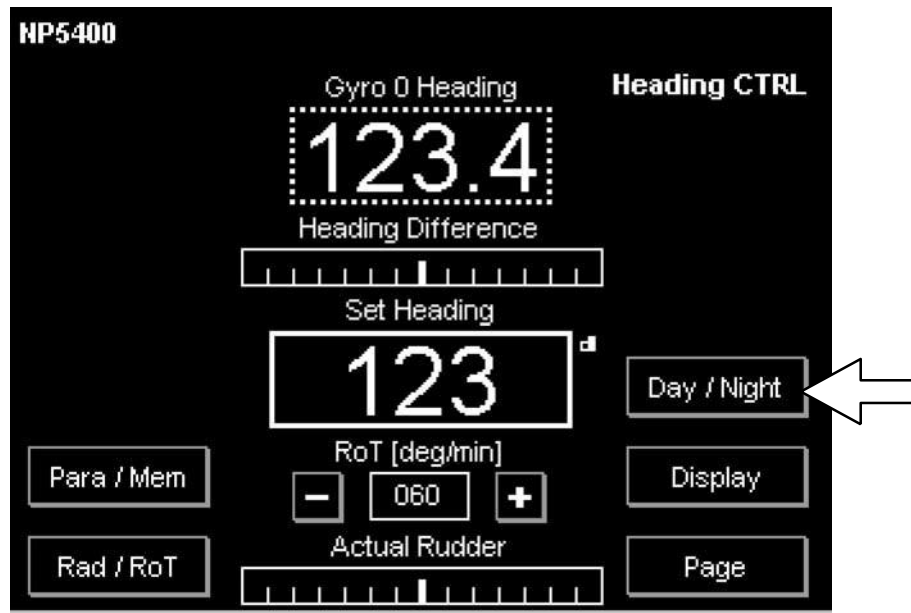 NP5400
Heading CTRL
Gyro 0 Heading
123.4
Heading Difference
Set Heading
123
d
Day / Night
RoT [deg/min]
− 060 +
Para / Mem
Display
Actual Rudder
Rad / RoT
Page